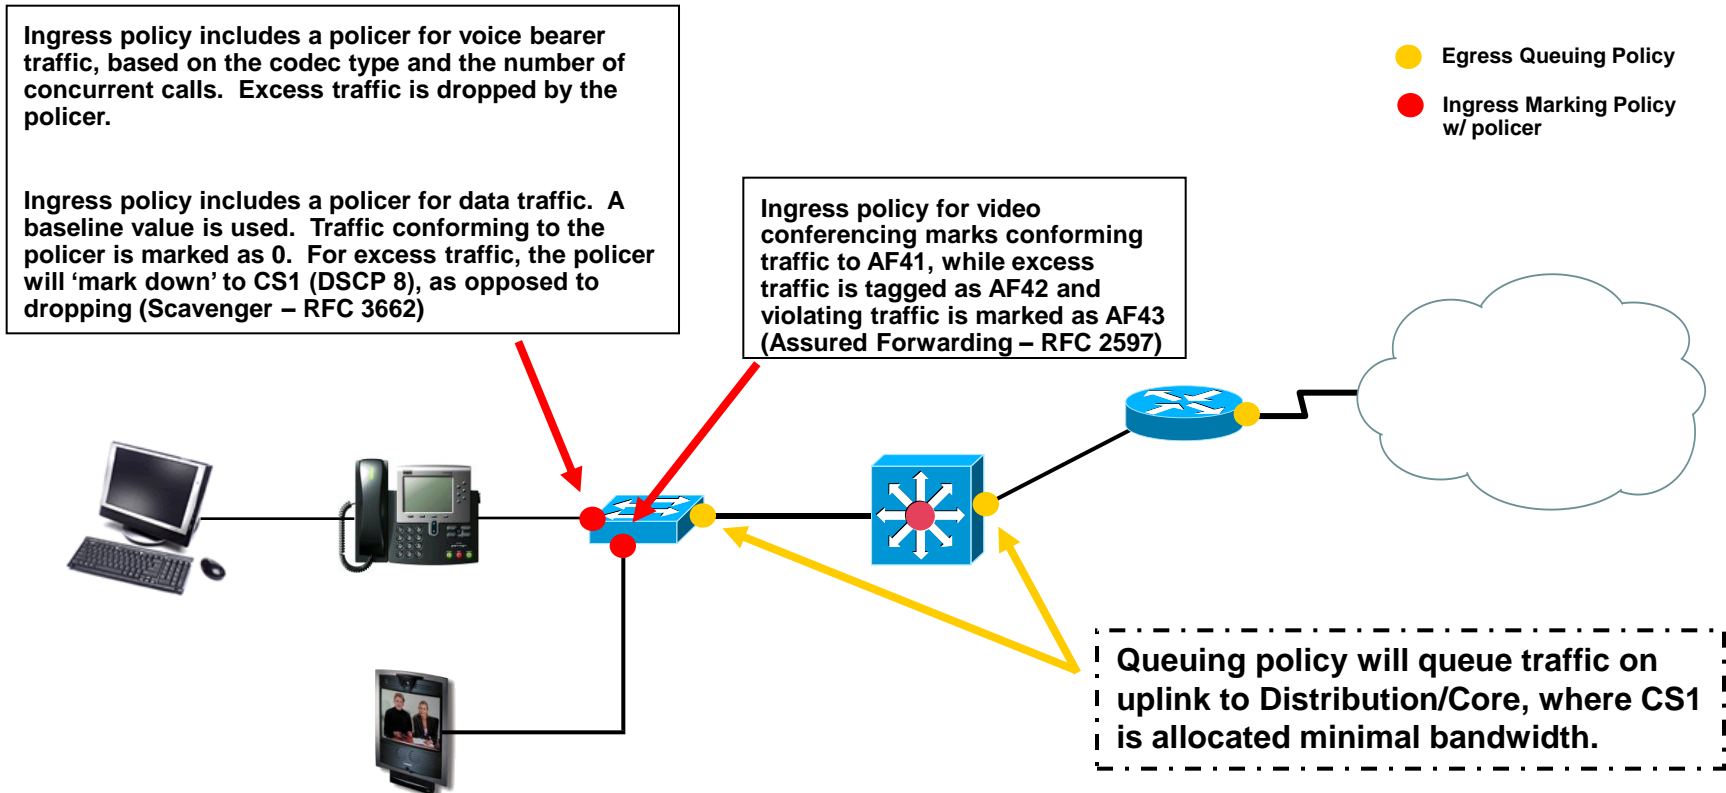 Ingress policy includes a policer for voice bearer
traffic, based on the codec type and the number of
concurrent calls.  Excess traffic is dropped by the
policer.
Ingress policy includes a policer for data traffic.  A
baseline value is used.  Traffic conforming to the
policer is marked as 0.  For excess traffic, the policer
will ‘mark down’ to CS1 (DSCP 8), as opposed to
dropping (Scavenger – RFC 3662)
Ingress policy for video
conferencing marks conforming
traffic to AF41, while excess
traffic is tagged as AF42 and
violating traffic is marked as AF43
(Assured Forwarding – RFC 2597)
Egress Queuing Policy
Ingress Marking Policy
w/ policer
Queuing policy will queue traffic on
uplink to Distribution/Core, where CS1
is allocated minimal bandwidth.